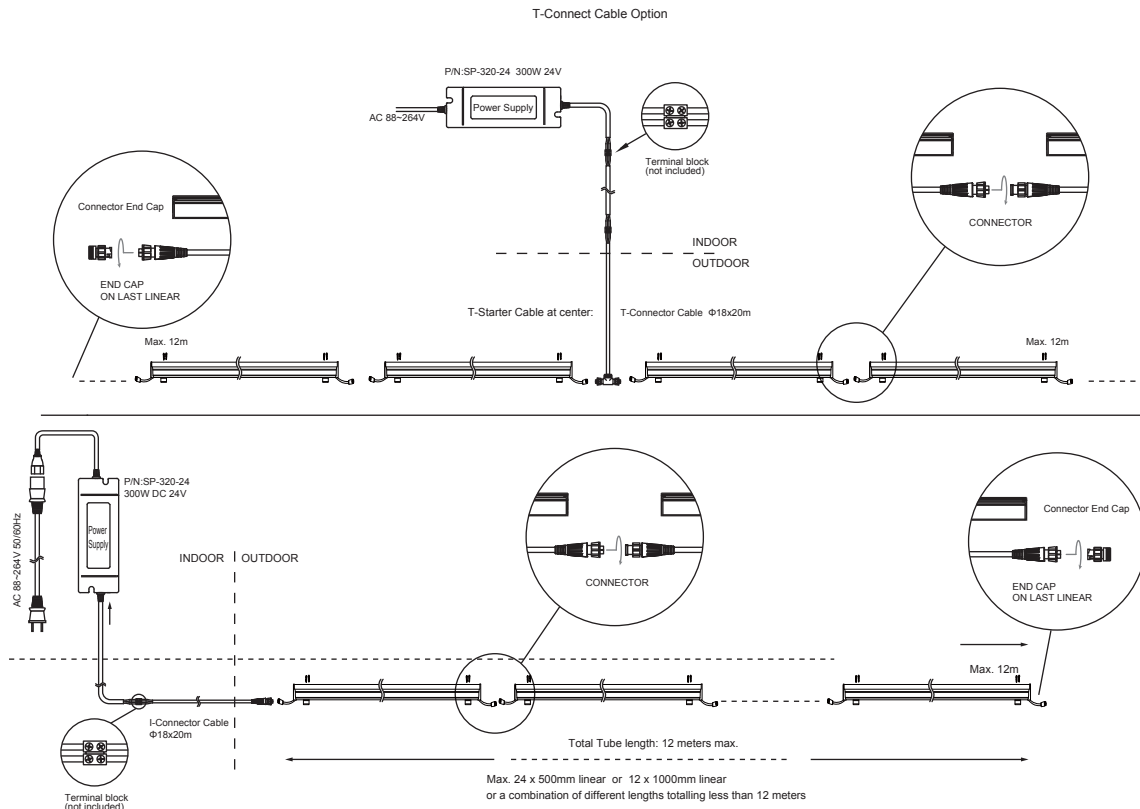 T-Connect Cable Option
P/N:SP-320-24 300W 24V
Power Supply
AC 88~264V
Terminal block
(not included)
Connector End Cap
END CAP
ON LAST LINEAR
CONNECTOR
INDOOR
OUTDOOR
T-Starter Cable at center:
T-Connector Cable Φ18x20m
Max. 12m
Max. 12m
P/N:SP-320-24
300W DC 24V
Power
Supply
AC 88~264V 50/60Hz
INDOOR
OUTDOOR
CONNECTOR
Connector End Cap
END CAP
ON LAST LINEAR
Max. 12m
I-Connector Cable
Φ18x20m
Terminal block
(not included)
Total Tube length: 12 meters max.
Max. 24 x 500mm linear or 12 x 1000mm linear
or a combination of different lengths totalling less than 12 meters